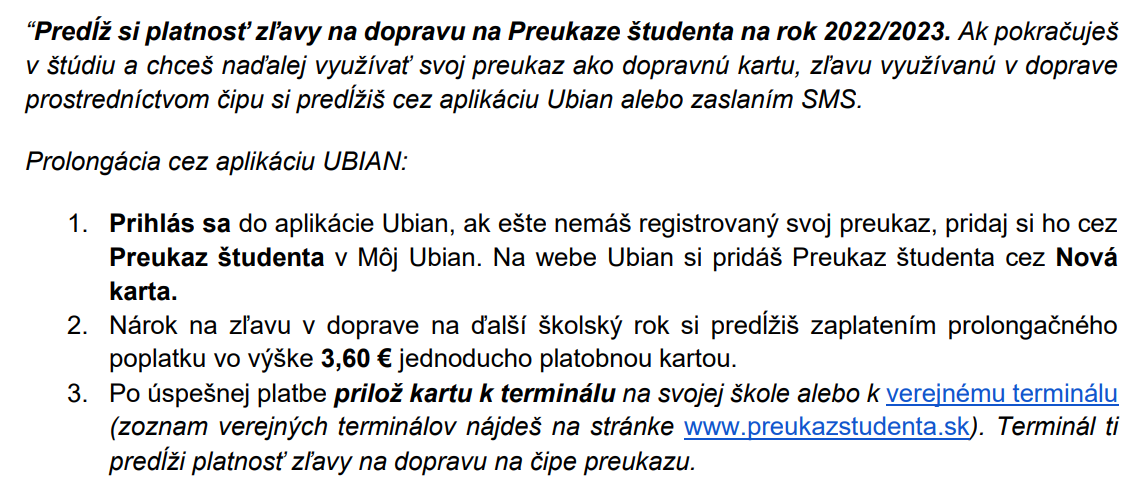 “Predĺž si platnosť zľavy na dopravu na Preukaze študenta na rok 2022/2023. Ak pokračuješ
v štúdiu a chceš naďalej využívať svoj preukaz ako dopravnú kartu, zľavu využívanú v doprave
prostredníctvom čipu si predĺžiš cez aplikáciu Ubian alebo zaslaním SMS.
Prolongácia cez aplikáciu UBIAN:
1. Prihlás sa do aplikácie Ubian, ak ešte nemáš registrovaný svoj preukaz, pridaj si ho cez
Preukaz študenta v Môj Ubian. Na webe Ubian si pridáš Preukaz študenta cez Nová
karta.
2. Nárok na zľavu v doprave na ďalší školský rok si predĺžiš zaplatením prolongačného
poplatku vo výške 3,60 € jednoducho platobnou kartou.
3. Po úspešnej platbe prilož kartu k terminálu na svojej škole alebo k verejnému terminálu
(zoznam verejných terminálov nájdeš na stránke www.preukazstudenta.sk). Terminál ti
predĺži platnosť zľavy na dopravu na čipe preukazu.